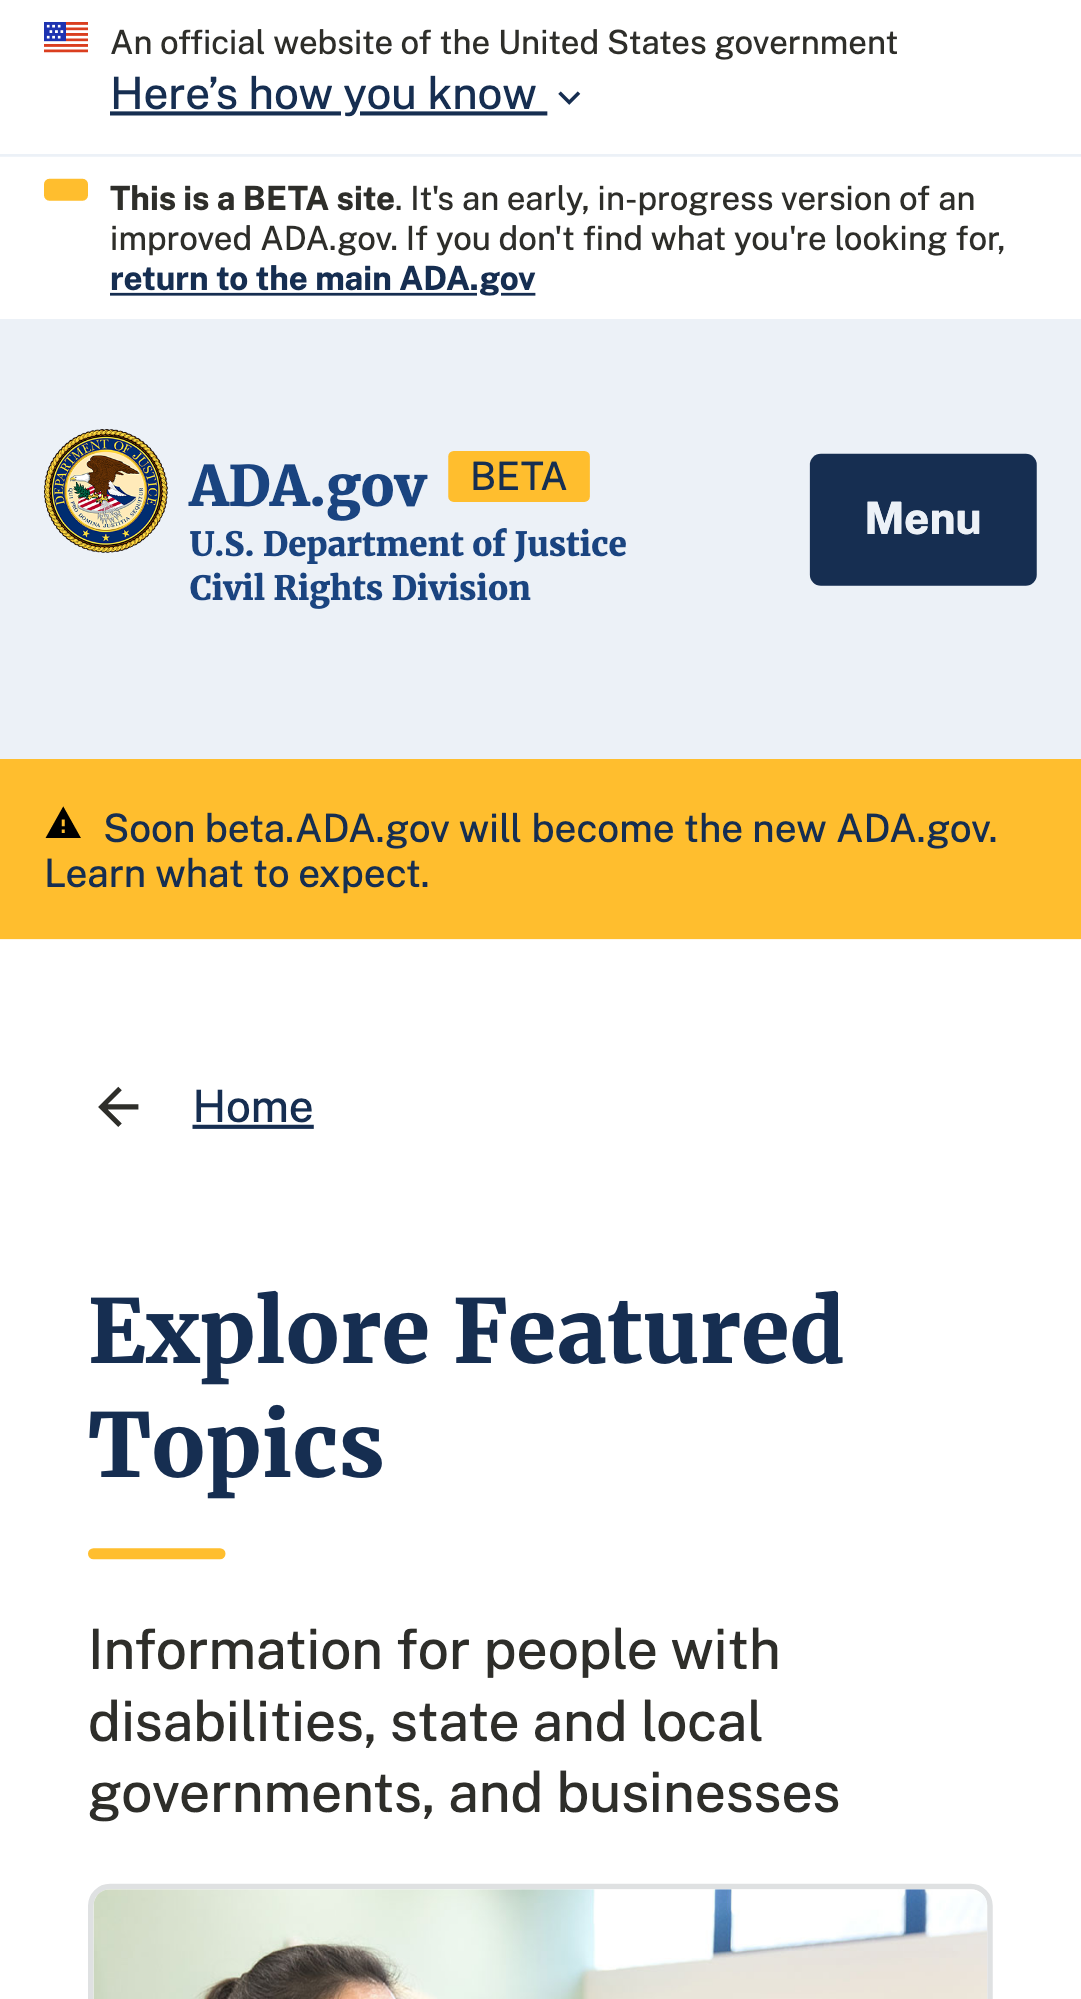 An official website of the United States government
Here’s how you know
This is a BETA site. It's an early, in-progress version of an
improved ADA.gov. If you don't find what you're looking for,
return to the main ADA.gov
DEPARTMENT OF JUSTICE
ADA.gov BETA
U.S. Department of Justice
Civil Rights Division
Menu
Soon beta.ADA.gov will become the new ADA.gov.
Learn what to expect.
Home
Explore Featured
Topics
Information for people with
disabilities, state and local
governments, and businesses